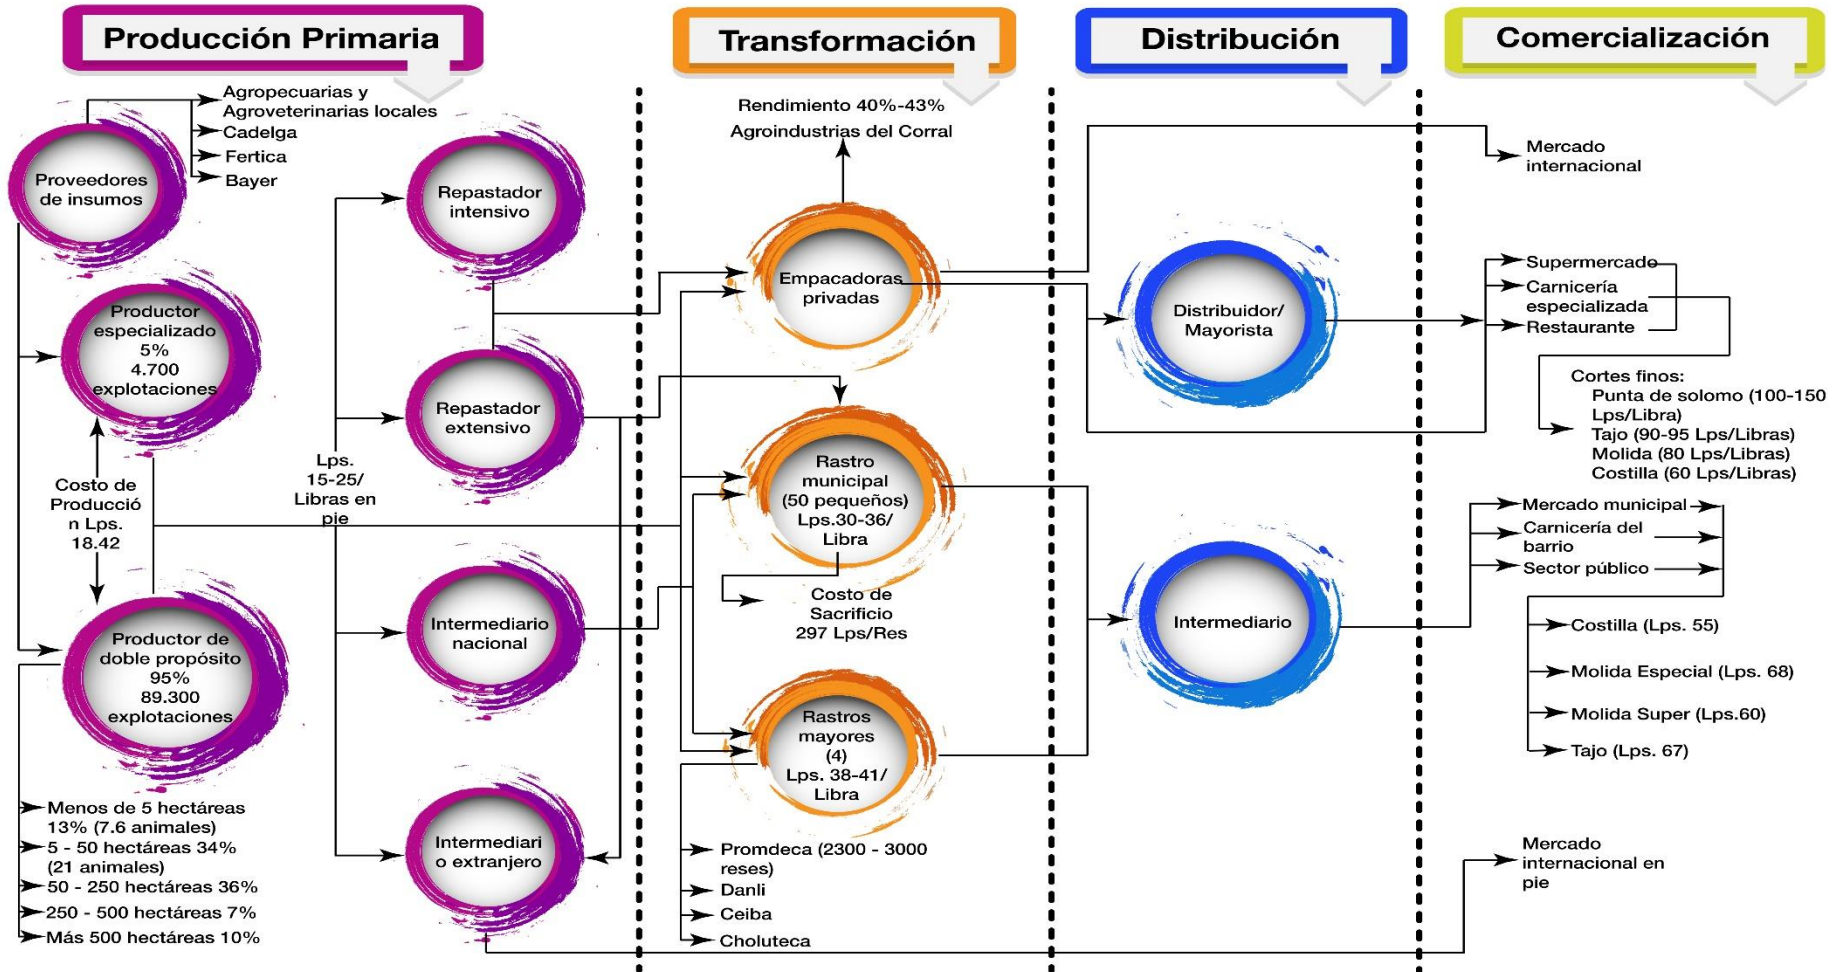 Producción Primaria
Transformación
Distribución
Comercialización
Agropecuarias y
Agroveterinarias locales
Cadelga
Fertica
Bayer
Proveedores
de insumos
Productor
especializado
5%
4.700
explotaciones
Costo de
Producció
n Lps.
18.42
Productor de
doble propósito
95%
89.300
explotaciones
Menos de 5 hectáreas
13% (7.6 animales)
5 - 50 hectáreas 34%
(21 animales)
50 - 250 hectáreas 36%
250 - 500 hectáreas 7%
Más 500 hectáreas 10%
Lps.
15-25/
Libras en
pie
Repastador
intensivo
Repastador
extensivo
Intermediario
nacional
Intermediari
o extranjero
Rendimiento 40%-43%
Agroindustrias del Corral
Empacadoras
privadas
Rastro
municipal
(50 pequeños)
Lps.30-36/
Libra
Costo de
Sacrificio
297 Lps/Res
Rastros
mayores
(4)
Lps. 38-41/
Libra
Promdeca (2300 - 3000
reses)
Danli
Ceiba
Choluteca
Distribuidor/
Mayorista
Intermediario
Mercado
internacional
Supermercado
Carnicería
especializada
Restaurante
Cortes finos:
Punta de solomo (100-150
Lps/Libra)
Tajo (90-95 Lps/Libras)
Molida (80 Lps/Libras)
Costilla (60 Lps/Libras)
Mercado municipal
Carnicería del
barrio
Sector público
Costilla (Lps. 55)
Molida Especial (Lps. 68)
Molida Super (Lps.60)
Tajo (Lps. 67)
Mercado
internacional en
pie